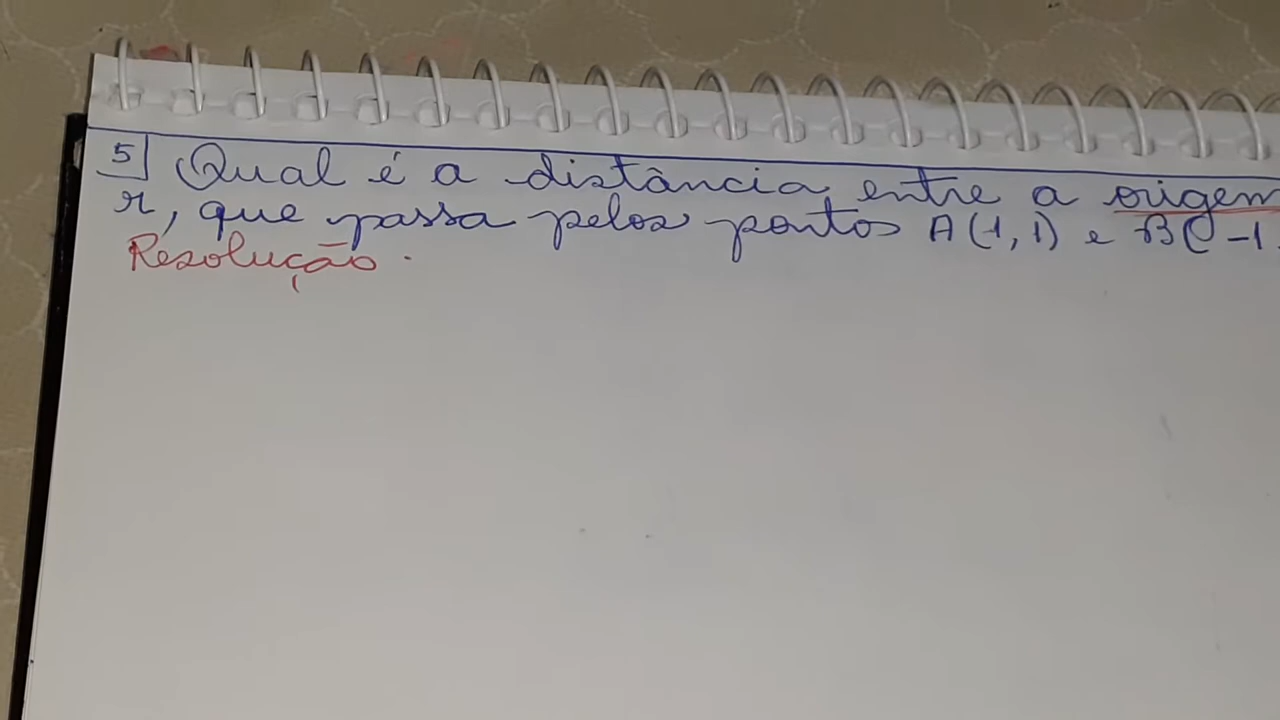 5 Qual é a distância entre a origem
r, que passa pelos pontos A(1,1) e B(-1,
Resolução.